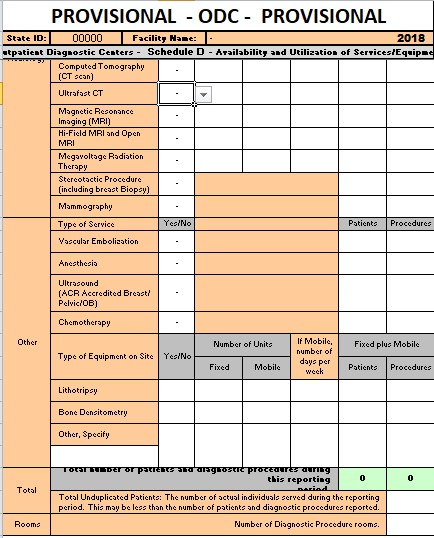 PROVISIONAL - ODC - PROVISIONAL
State ID: 00000 Facility Name: - 2018
utpatient Diagnostic Centers - Schedule D - Availability and Utilization of Services/Equipme
Computed Tomography
(CT scan) -
Ultrafast CT -
Magnetic Resonance
Imaging (MRI) -
Hi-Field MRI and Open
MRI -
Megavoltage Radiation
Therapy -
Stereotactic Procedure
(including breast Biopsy) -
Mammography -
Type of Service Yes/No Patients Procedures
Vascular Embolization -
Anesthesia -
Ultrasound
(ACR Accredited Breast/
Pelvic/OB) -
Chemotherapy -
Other
Type of Equipment on Site Yes/No Number of Units If Mobile, Fixed plus Mobile
number of
days per
week
Fixed Mobile Patients Procedures
Lithotripsy
Bone Densitometry
Other, Specify
Total number of patients and diagnostic procedures during
this reporting
period. 0 0
Total
Total Unduplicated Patients: The number of actual individuals served during the reporting
period. This may be less than the number of patients and diagnostic procedures reported.
Rooms Number of Diagnostic Procedure rooms.